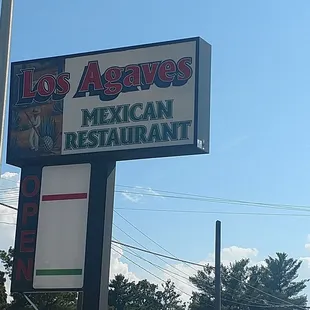 Los Agaves
MEXICAN
RESTAURANT
OPEN